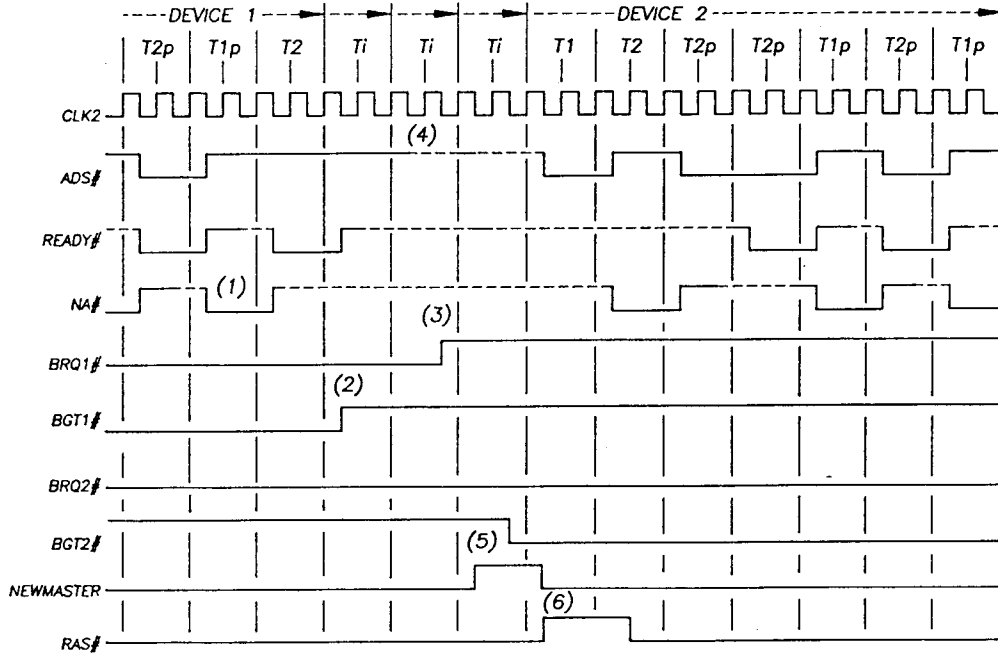 DEVICE 1 DEVICE 2
T2p T1p T2 Ti Ti Ti T1 T2 T2p T2p T1p T2p T1p
CLK2
(4)
ADS#
READY#
(1)
NA#
(3)
BRQ1#
(2)
BGT1#
BRQ2#
BGT2#
(5)
NEWMASTER
(6)
RAS#